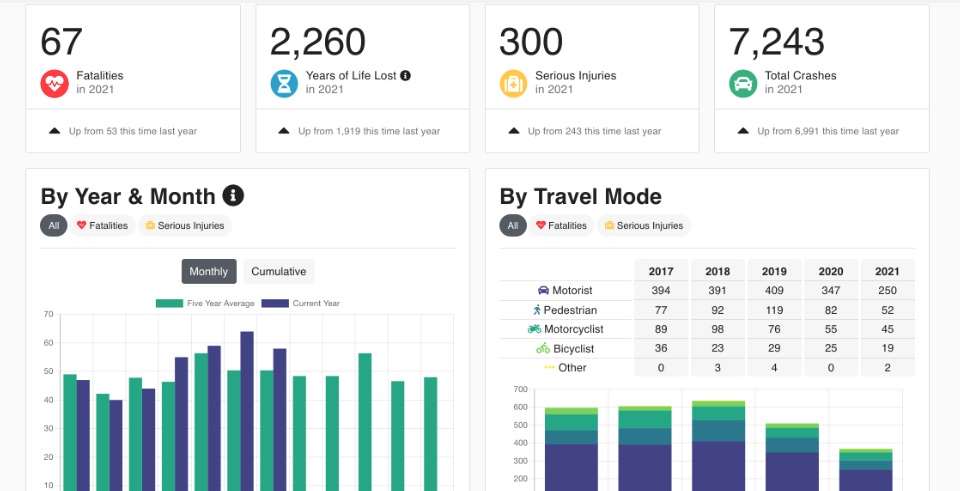 67
Fatalities
in 2021
Up from 53 this time last year
2,260
Years of Life Lost
in 2021
Up from 1,919 this time last year
300
Serious Injuries
in 2021
Up from 243 this time last year
7,243
Total Crashes
in 2021
Up from 6,991 this time last year
By Year & Month
All Fatalities Serious Injuries
Monthly Cumulative
Five Year Average Current Year
70
60
50
40
30
20
10
By Travel Mode
All Fatalities Serious Injuries
2017 2018 2019 2020 2021
Motorist 394 391 409 347 250
Pedestrian 77 92 119 82 52
Motorcyclist 89 98 76 55 45
Bicyclist 36 23 29 25 19
Other 0 3 4 0 2
700
600
500
400
300
200